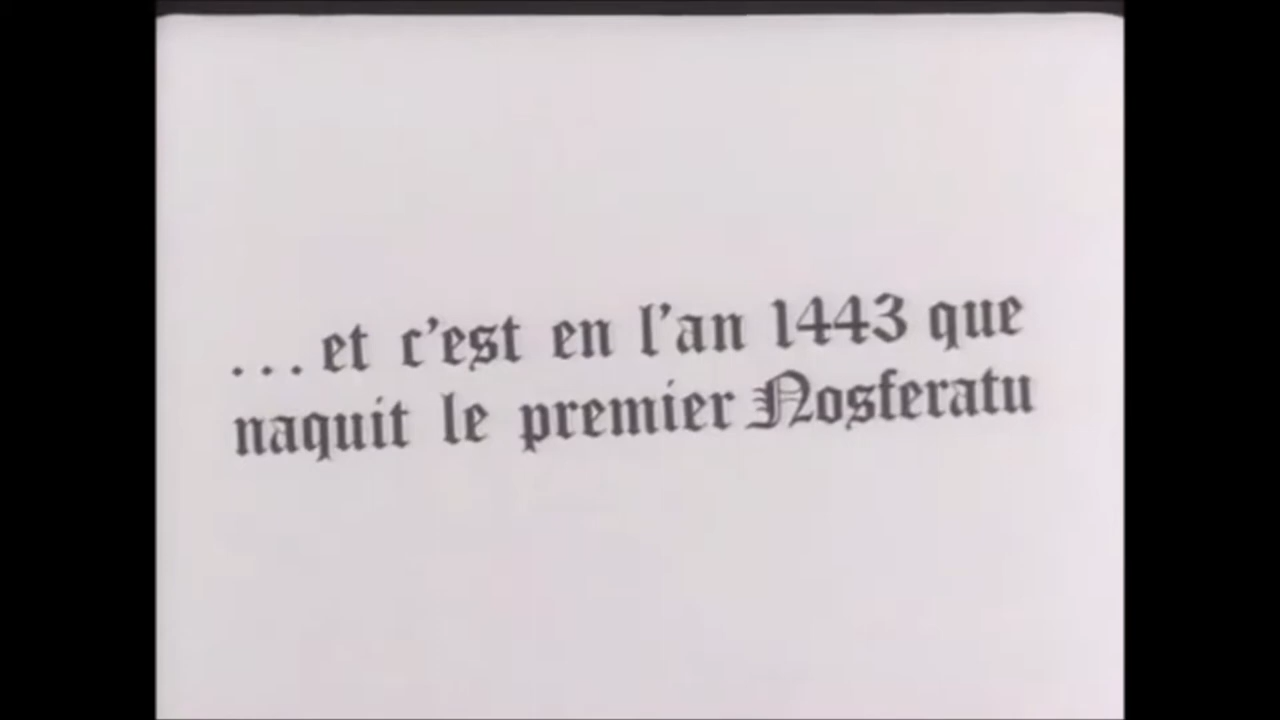 ...et c'est en l'an 1443 que
naquit le premier Nosferatu